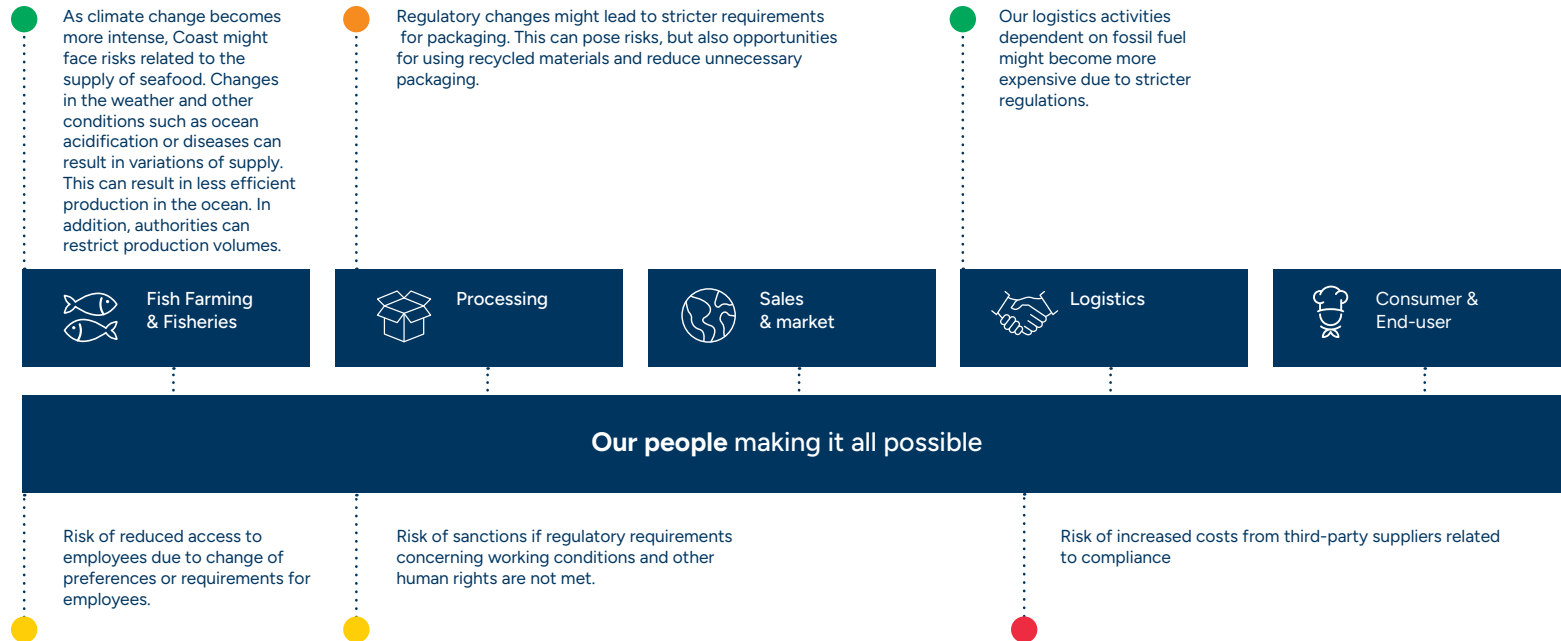 As climate change becomes
more intense, Coast might
face risks related to the
supply of seafood. Changes
in the weather and other
conditions such as ocean
acidification or diseases can
result in variations of supply.
This can result in less efficient
production in the ocean. In
addition, authorities can
restrict production volumes.
Regulatory changes might lead to stricter requirements
for packaging. This can pose risks, but also opportunities
for using recycled materials and reduce unnecessary
packaging.
Our logistics activities
dependent on fossil fuel
might become more
expensive due to stricter
regulations.
Fish Farming
& Fisheries
Processing
Sales
& market
Logistics
Consumer &
End-user
Our people making it all possible
Risk of reduced access to
employees due to change of
preferences or requirements for
employees.
Risk of sanctions if regulatory requirements
concerning working conditions and other
human rights are not met.
Risk of increased costs from third-party suppliers related
to compliance